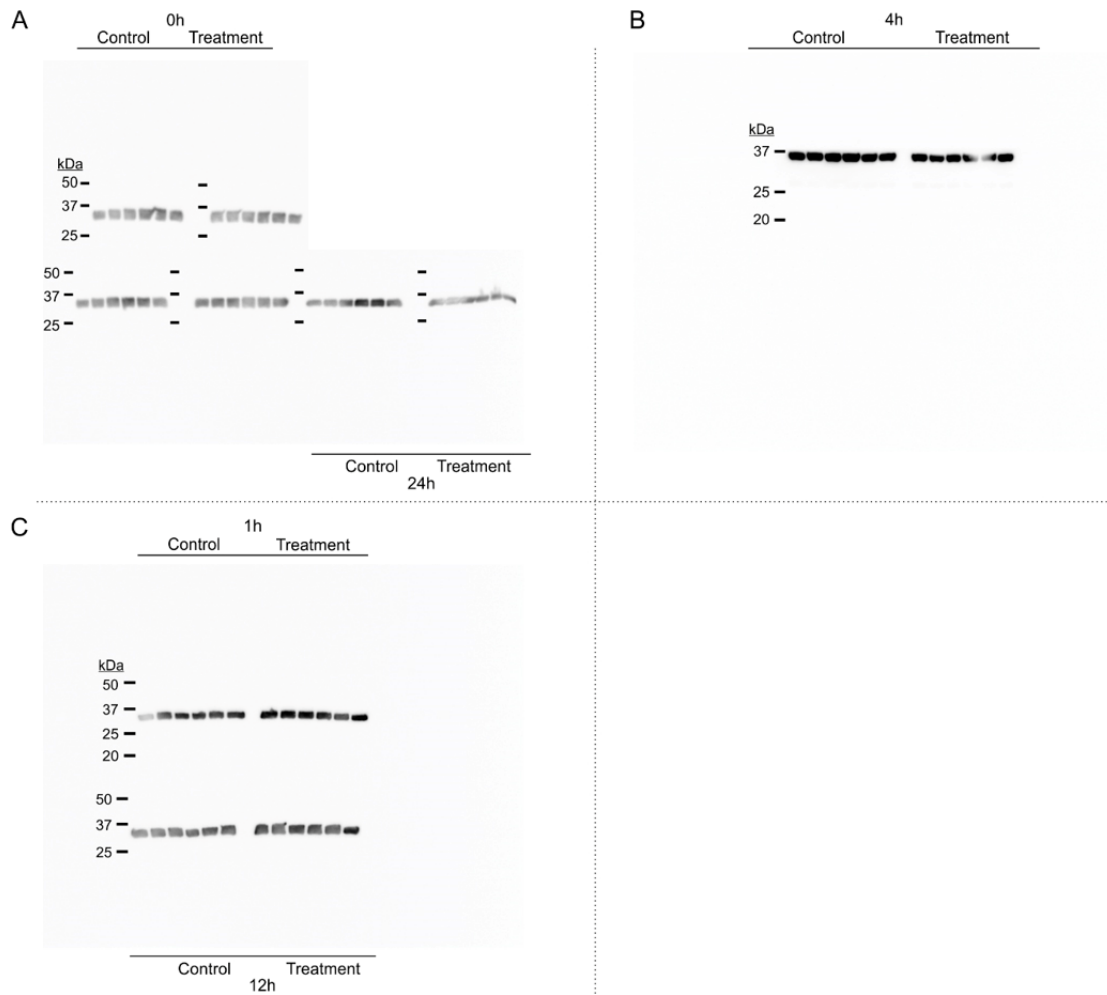 A
0h
Control Treatment
kDa
50
37
25
50
37
25
Control Treatment
24h
B
4h
Control Treatment
kDa
37
25
20
C
1h
Control Treatment
kDa
50
37
25
20
50
37
25
Control Treatment
12h